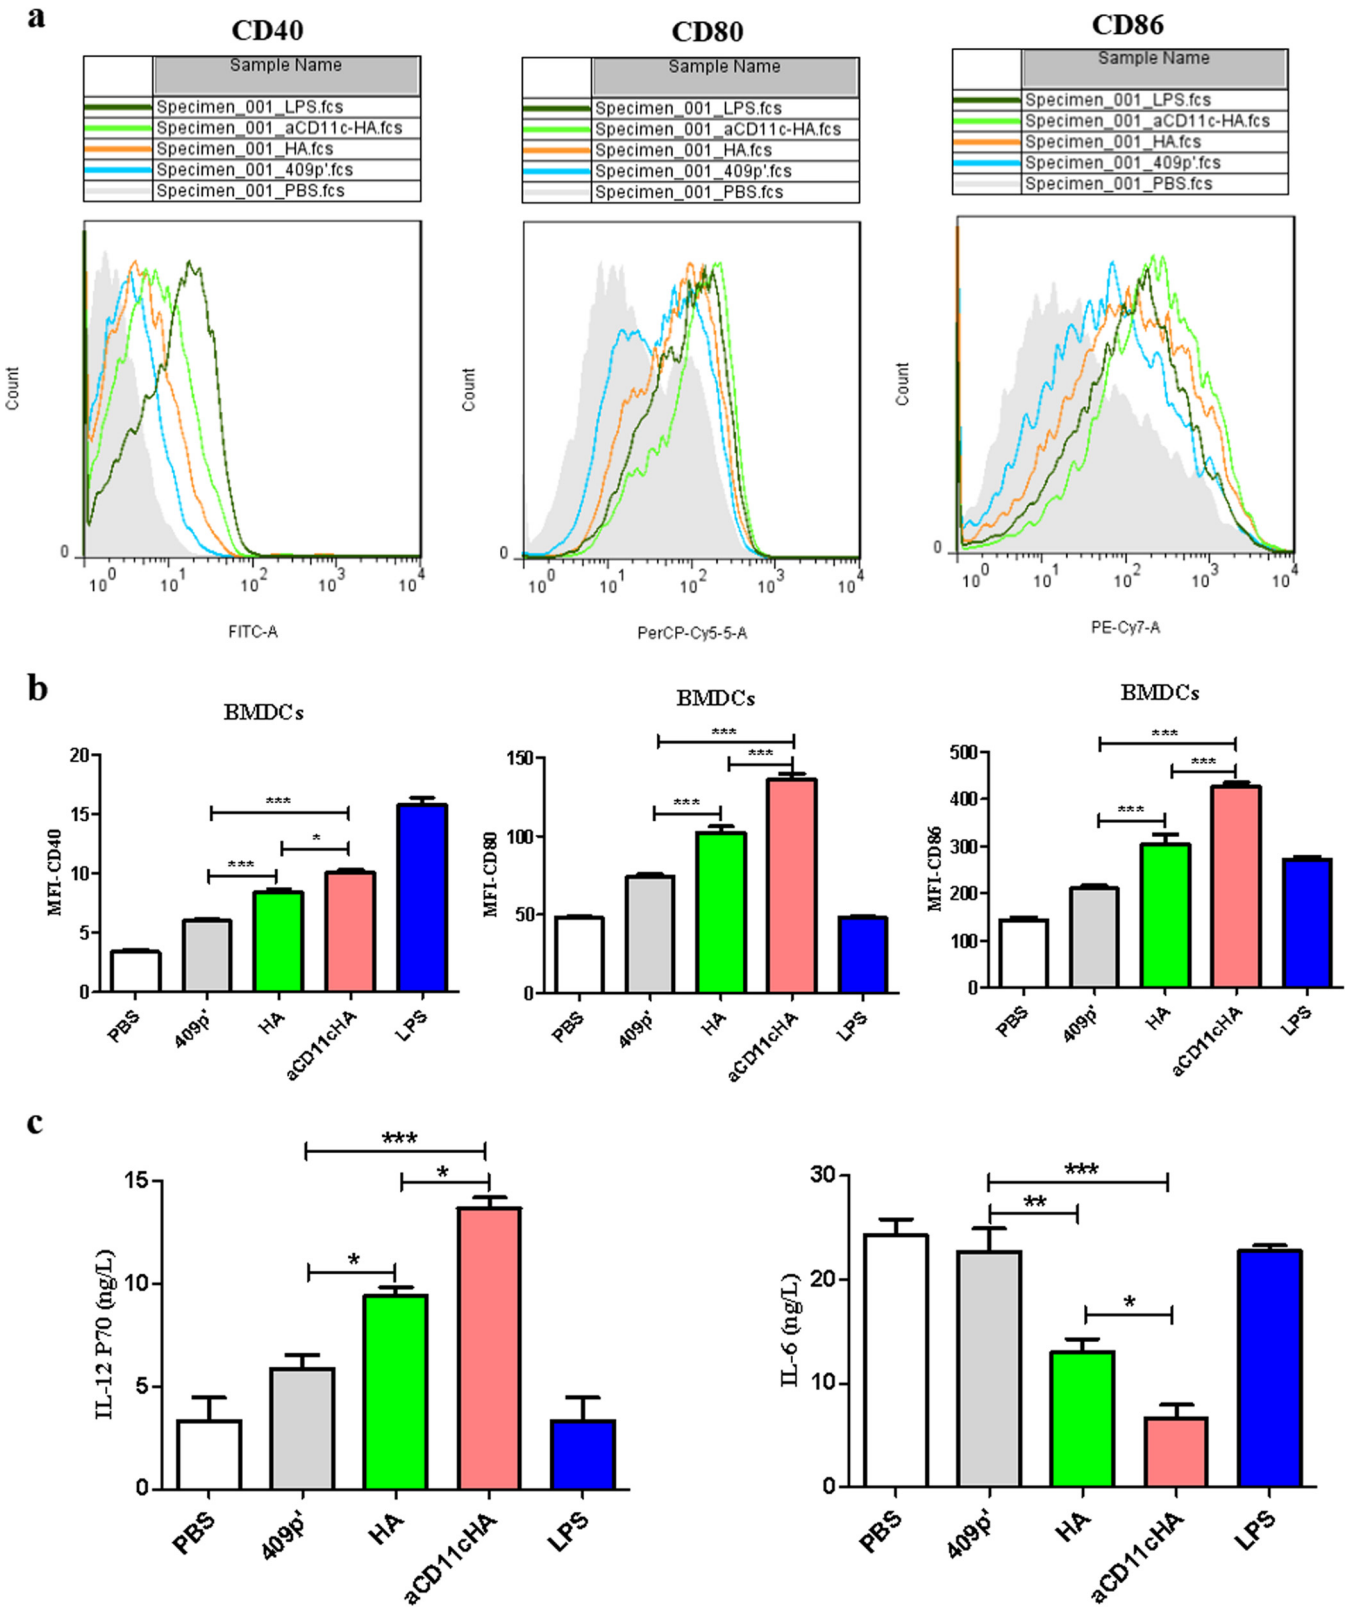 a
CD40
CD80
CD86
Sample Name
Specimen_001_LPS.fcs
Specimen_001_aCD11c-HA.fcs
Specimen_001_HA.fcs
Specimen_001_409p'.fcs
Specimen_001_PBS.fcs
Sample Name
Specimen_001_LPS.fcs
Specimen_001_aCD11c-HA.fcs
Specimen_001_HA.fcs
Specimen_001_409p'.fcs
Specimen_001_PBS.fcs
Sample Name
Specimen_001_LPS.fcs
Specimen_001_aCD11c-HA.fcs
Specimen_001_HA.fcs
Specimen_001_409p'.fcs
Specimen_001_PBS.fcs
Count
0
10^0 10^1 10^2 10^3 10^4
FITC-A
Count
0
10^0 10^1 10^2 10^3 10^4
PerCP-Cy5-5-A
Count
0
10^0 10^1 10^2 10^3 10^4
PE-Cy7-A
b
BMDCs
MFI-CD40
20
15
10
5
0
***
*
***
PBS 409p' HA aCD11cHA LPS
BMDCs
MFI-CD80
150
100
50
0
***
***
***
PBS 409p' HA aCD11cHA LPS
BMDCs
MFI-CD86
500
400
300
200
100
0
***
***
***
PBS 409p' HA aCD11cHA LPS
c
IL-12 P70 (ng/L)
15
10
5
0
***
*
*
PBS 409p' HA aCD11cHA LPS
IL-6 (ng/L)
30
20
10
0
***
**
*
PBS 409p' HA aCD11cHA LPS